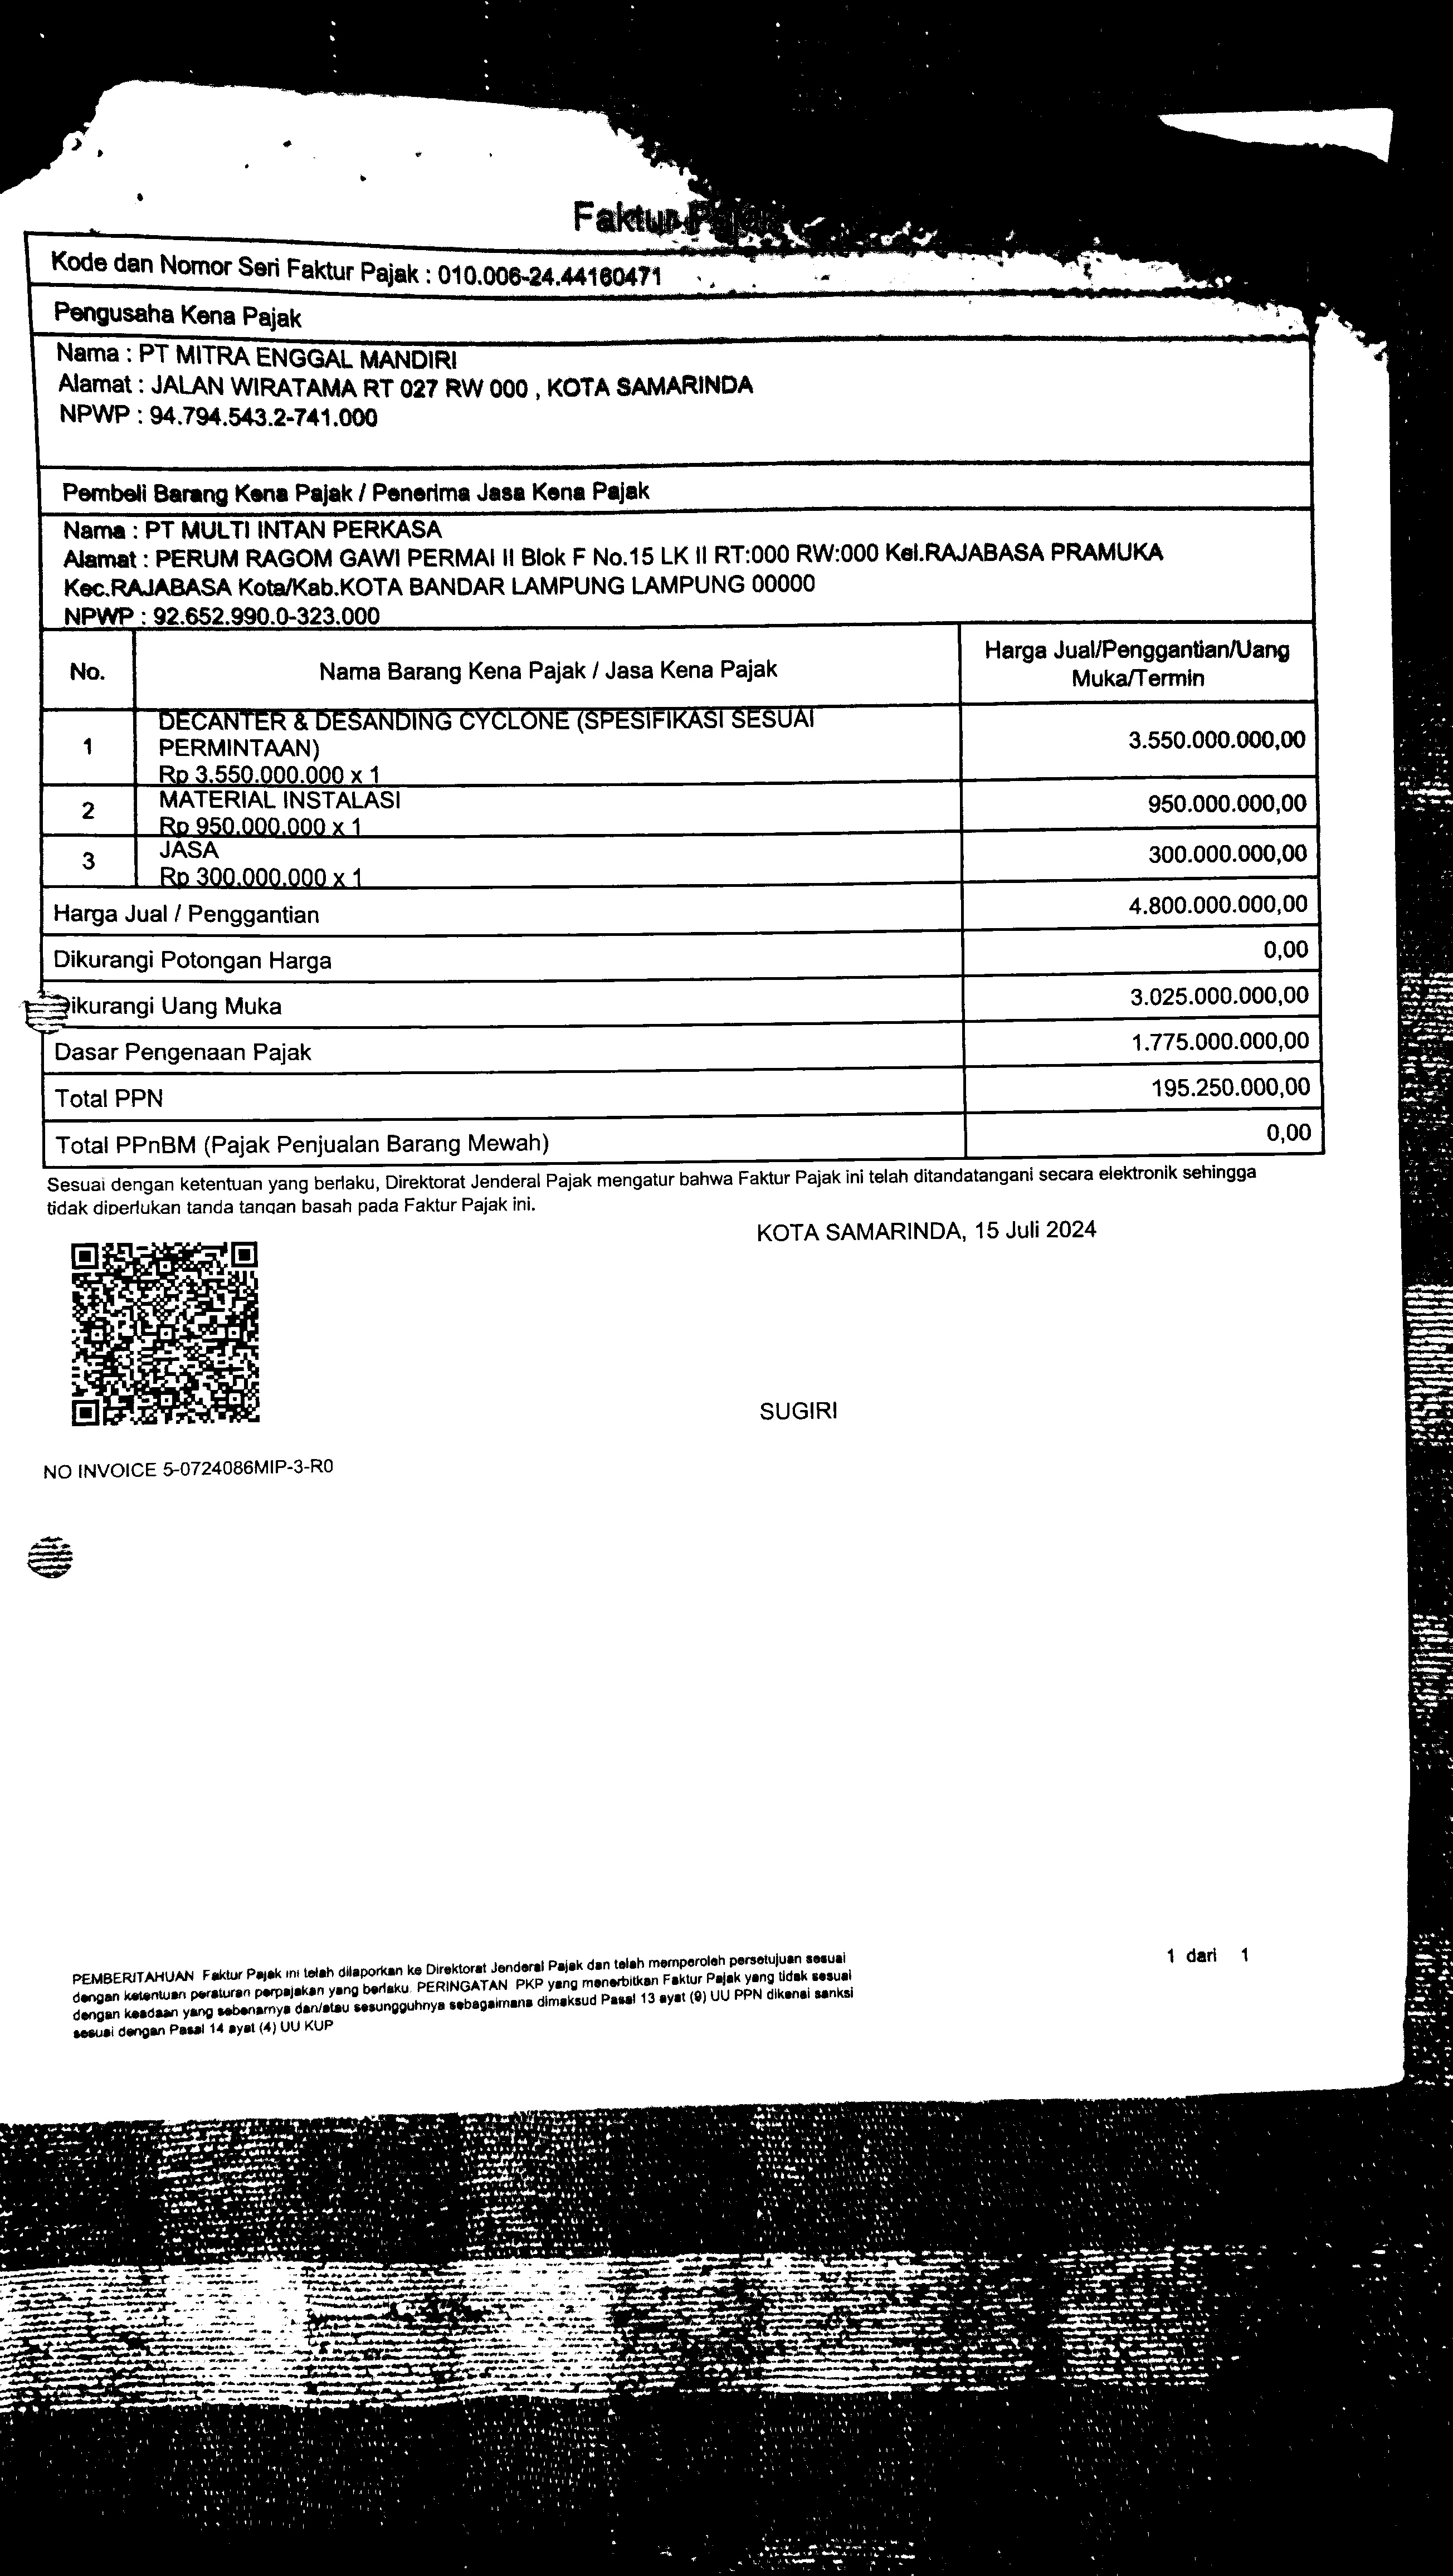 Faktur Pajak
Kode dan Nomor Seri Faktur Pajak : 010.006-24.44160471
Pengusaha Kena Pajak
Nama : PT MITRA ENGGAL MANDIRI
Alamat : JALAN WIRATAMA RT 027 RW 000 , KOTA SAMARINDA
NPWP : 94.794.543.2-741.000
Pembeli Barang Kena Pajak / Penerima Jasa Kena Pajak
Nama : PT MULTI INTAN PERKASA
Alamat : PERUM RAGOM GAWI PERMAI II Blok F No.15 LK II RT:000 RW:000 Kel.RAJABASA PRAMUKA
Kec.RAJABASA Kota/Kab.KOTA BANDAR LAMPUNG LAMPUNG 00000
NPWP : 92.652.990.0-323.000
No. Nama Barang Kena Pajak / Jasa Kena Pajak Harga Jual/Penggantian/Uang
Muka/Termin
DECANTER & DESANDING CYCLONE (SPESIFIKASI SESUAI
1 PERMINTAAN) 3.550.000.000,00
Rp 3.550.000.000 x 1
2 MATERIAL INSTALASI 950.000.000,00
Rp 950.000.000 x 1
3 JASA 300.000.000,00
Rp 300.000.000 x 1
Harga Jual / Penggantian 4.800.000.000,00
Dikurangi Potongan Harga 0,00
Dikurangi Uang Muka 3.025.000.000,00
Dasar Pengenaan Pajak 1.775.000.000,00
Total PPN 195.250.000,00
Total PPnBM (Pajak Penjualan Barang Mewah) 0,00
Sesuai dengan ketentuan yang berlaku, Direktorat Jenderal Pajak mengatur bahwa Faktur Pajak ini telah ditandatangani secara elektronik sehingga
tidak diperlukan tanda tangan basah pada Faktur Pajak ini.
KOTA SAMARINDA, 15 Juli 2024
SUGIRI
NO INVOICE 5-0724086MIP-3-R0
PEMBERITAHUAN Faktur Pajak ini telah dilaporkan ke Direktorat Jenderal Pajak dan telah memperoleh persetujuan sesuai
dengan ketentuan peraturan perpajakan yang berlaku. PERINGATAN PKP yang menerbitkan Faktur Pajak yang tidak sesuai
dengan keadaan yang sebenarnya dan/atau sesungguhnya sebagaimana dimaksud Pasal 13 ayat (9) UU PPN dikenai sanksi
sesuai dengan Pasal 14 ayat (4) UU KUP
1 dari 1